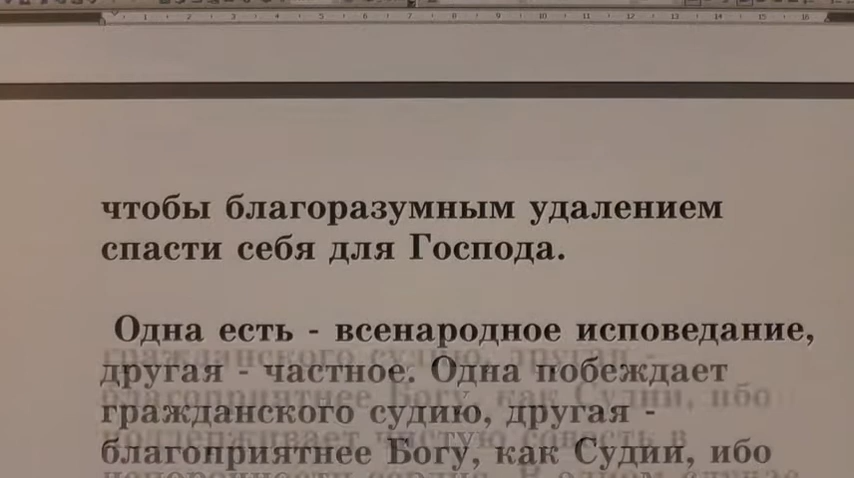 чтобы благоразумным удалением
спасти себя для Господа.
Одна есть - всенародное исповедание,
другая - частное. Одна побеждает
гражданского судию, другая -
благоприятнее Богу, как Судии, ибо